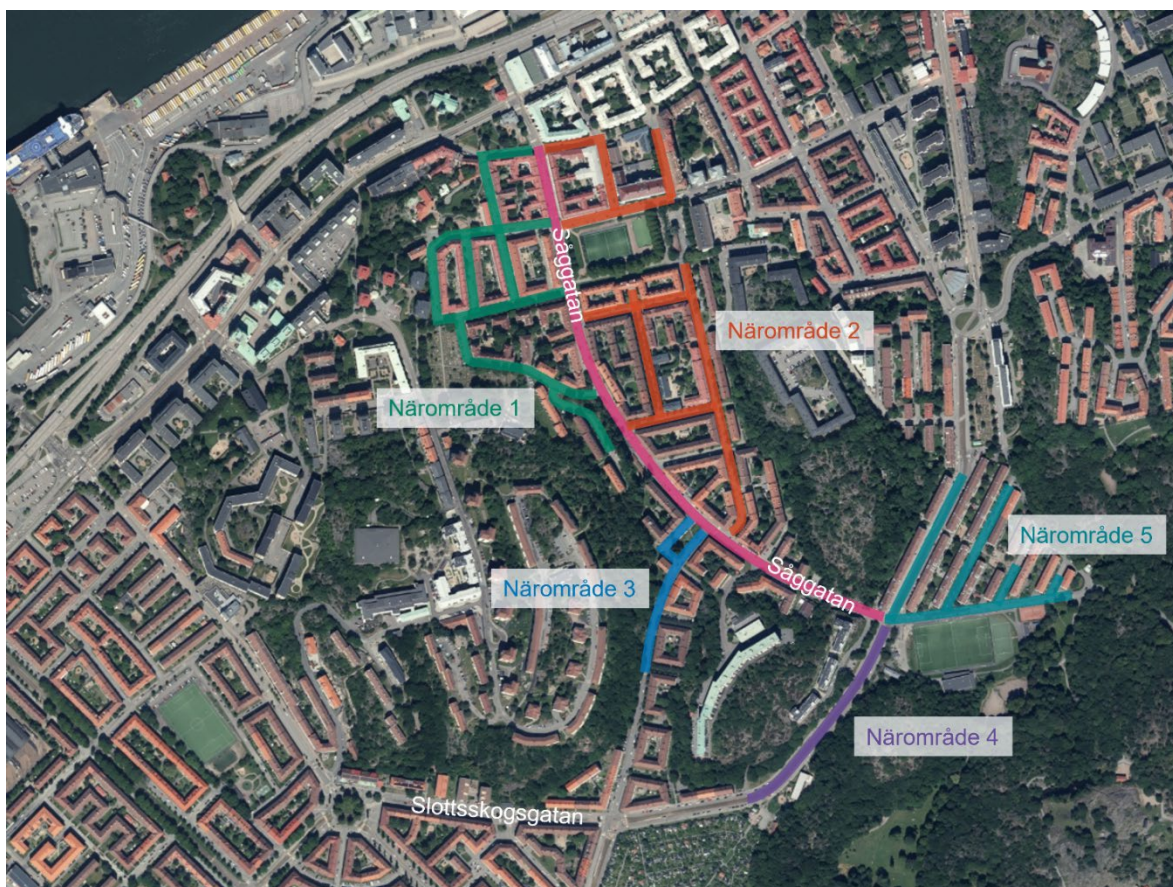 Såggatan
Närområde 2
Närområde 1
Närområde 5
Närområde 3
Såggatan
Närområde 4
Slottsskogsgatan